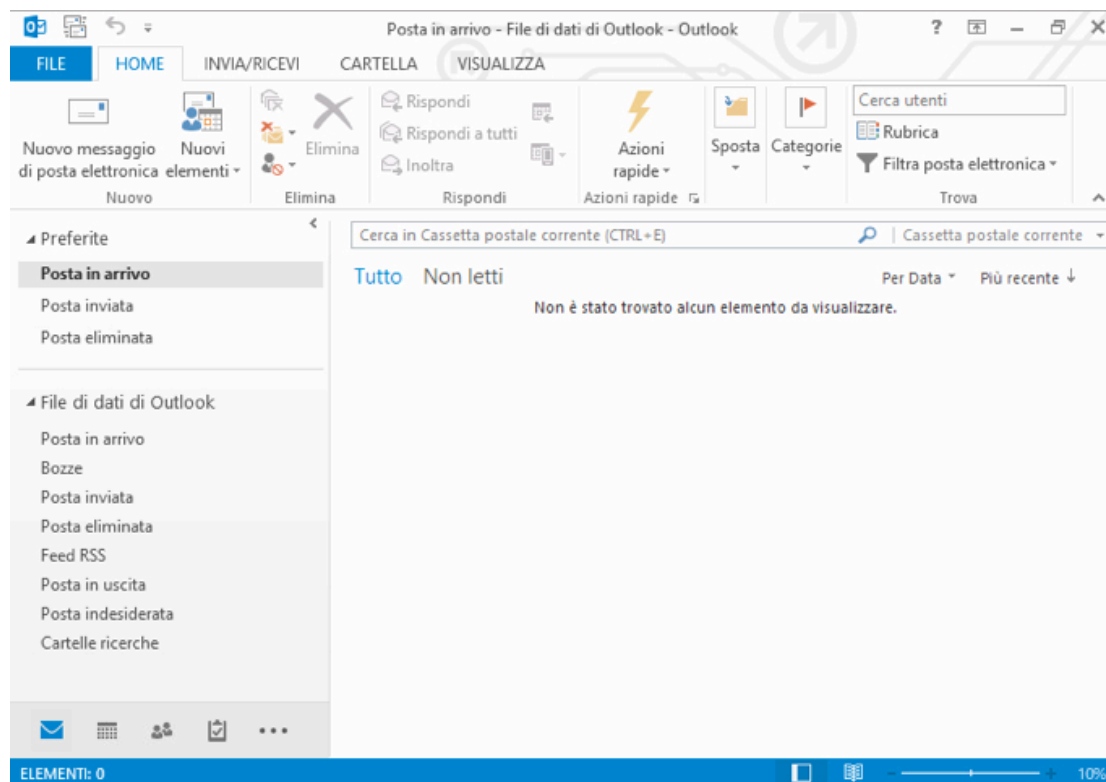 Posta in arrivo - File di dati di Outlook - Outlook
?
FILE HOME INVIA/RICEVI CARTELLA VISUALIZZA
Nuovo messaggio di posta elettronica
Nuovi elementi
Elimina
Rispondi
Rispondi a tutti
Inoltra
Azioni rapide
Sposta
Categorie
Cerca utenti
Rubrica
Filtra posta elettronica
Nuovo Elimina Rispondi Azioni rapide Trova
Preferite
Posta in arrivo
Posta inviata
Posta eliminata
File di dati di Outlook
Posta in arrivo
Bozze
Posta inviata
Posta eliminata
Feed RSS
Posta in uscita
Posta indesiderata
Cartelle ricerche
Cerca in Cassetta postale corrente (CTRL+E) Cassetta postale corrente
Tutto Non letti Per Data Più recente
Non è stato trovato alcun elemento da visualizzare.
ELEMENTI: 0 10%